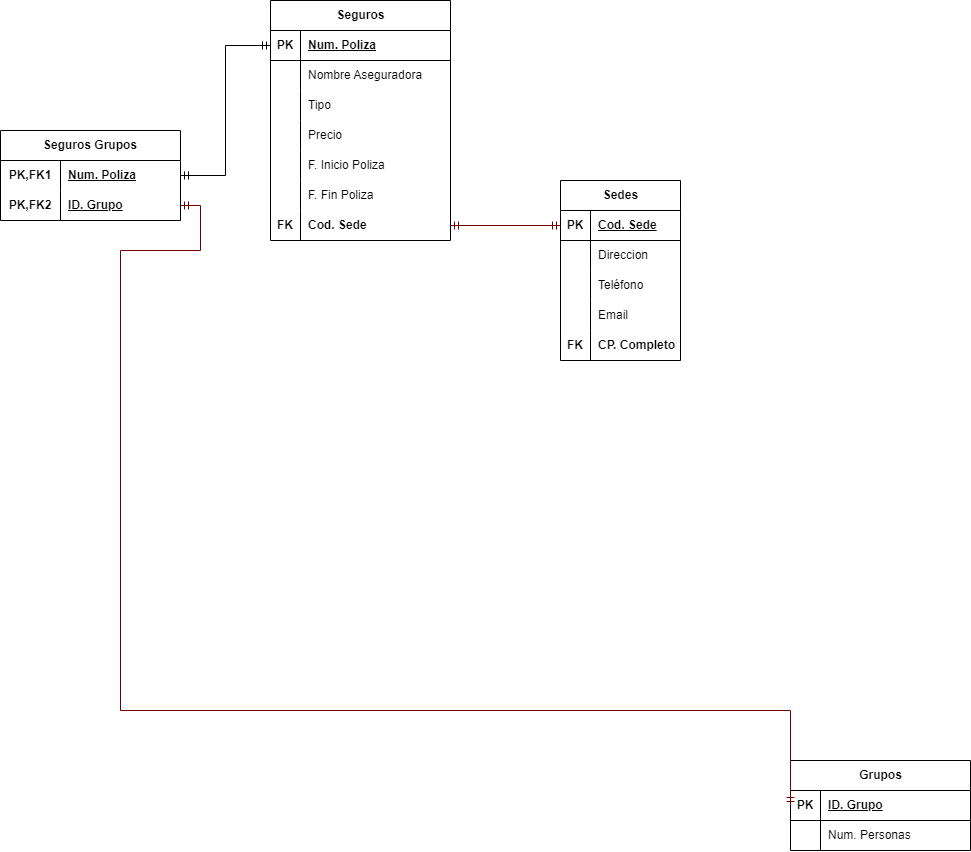 Seguros
PK Num. Poliza
Nombre Aseguradora
Tipo
Precio
F. Inicio Poliza
F. Fin Poliza
FK Cod. Sede
Seguros Grupos
PK,FK1 Num. Poliza
PK,FK2 ID. Grupo
Sedes
PK Cod. Sede
Direccion
Teléfono
Email
FK CP. Completo
Grupos
PK ID. Grupo
Num. Personas